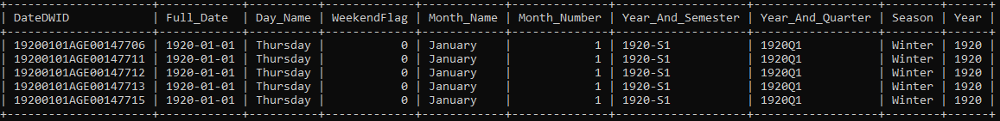 | DateDWID | Full_Date | Day_Name | WeekendFlag | Month_Name | Month_Number | Year_And_Semester | Year_And_Quarter | Season | Year |
| 19200101AGE00147706 | 1920-01-01 | Thursday | 0 | January | 1 | 1920-S1 | 1920Q1 | Winter | 1920 |
| 19200101AGE00147711 | 1920-01-01 | Thursday | 0 | January | 1 | 1920-S1 | 1920Q1 | Winter | 1920 |
| 19200101AGE00147712 | 1920-01-01 | Thursday | 0 | January | 1 | 1920-S1 | 1920Q1 | Winter | 1920 |
| 19200101AGE00147713 | 1920-01-01 | Thursday | 0 | January | 1 | 1920-S1 | 1920Q1 | Winter | 1920 |
| 19200101AGE00147715 | 1920-01-01 | Thursday | 0 | January | 1 | 1920-S1 | 1920Q1 | Winter | 1920 |